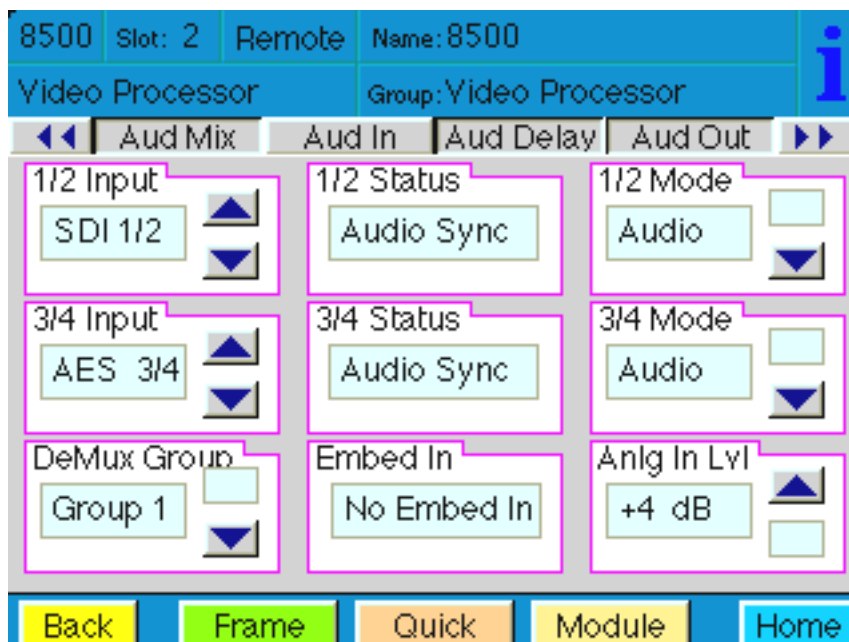 8500 Slot: 2 Remote Name: 8500 i
Video Processor Group: Video Processor
Aud Mix Aud In Aud Delay Aud Out
1/2 Input 1/2 Status 1/2 Mode
SDI 1/2 Audio Sync Audio
3/4 Input 3/4 Status 3/4 Mode
AES 3/4 Audio Sync Audio
DeMux Group Embed In Anlg In Lvl
Group 1 No Embed In +4 dB
Back Frame Quick Module Home